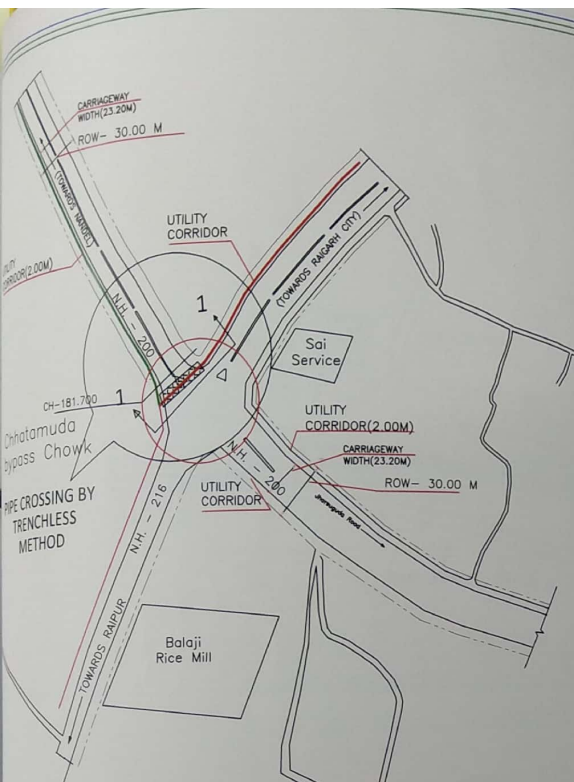 CARRIAGEWAY
WIDTH(23.20M)
ROW- 30.00 M
(TOWARDS NANDEL)
UTILITY
CORRIDOR
(TOWARDS RAIGARH CITY)
CORRIDOR(2.00M)
N.H. - 200
1
Sai
Service
CH-181.700
1
Chhatamuda
bypass Chowk
UTILITY
CORRIDOR(2.00M)
CARRIAGEWAY
WIDTH(23.20M)
N.H. - 200
ROW- 30.00 M
UTILITY
CORRIDOR
PIPE CROSSING BY
TRENCHLESS
METHOD
N.H. - 216
Road
TOWARDS RAIPUR
Balaji
Rice Mill